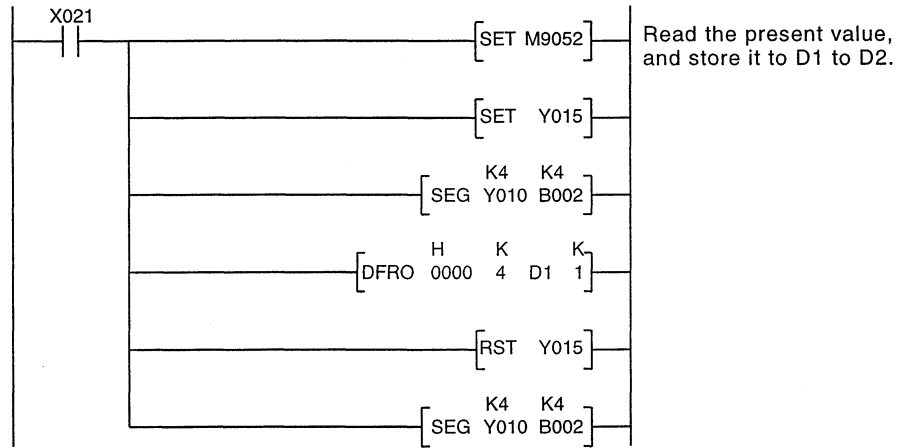 X021
SET M9052
Read the present value,
and store it to D1 to D2.
SET Y015
K4 K4
SEG Y010 B002
H K K
DFRO 0000 4 D1 1
RST Y015
K4 K4
SEG Y010 B002